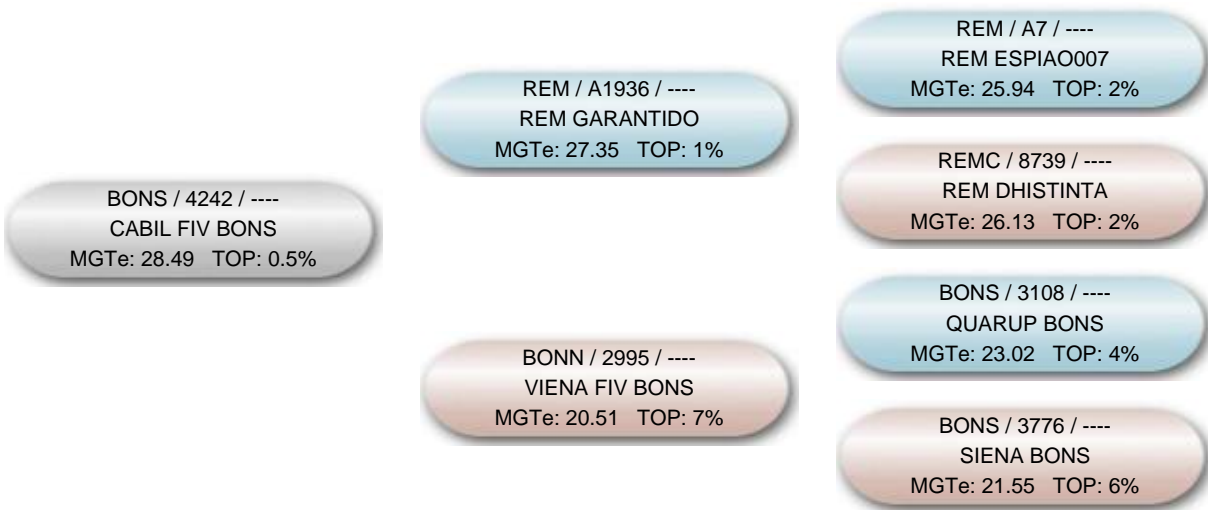 BONS / 4242 / ----
CABIL FIV BONS
MGTe: 28.49 TOP: 0.5%
REM / A1936 / ----
REM GARANTIDO
MGTe: 27.35 TOP: 1%
BONN / 2995 / ----
VIENA FIV BONS
MGTe: 20.51 TOP: 7%
REM / A7 / ----
REM ESPIAO007
MGTe: 25.94 TOP: 2%
REMC / 8739 / ----
REM DHISTINTA
MGTe: 26.13 TOP: 2%
BONS / 3108 / ----
QUARUP BONS
MGTe: 23.02 TOP: 4%
BONS / 3776 / ----
SIENA BONS
MGTe: 21.55 TOP: 6%